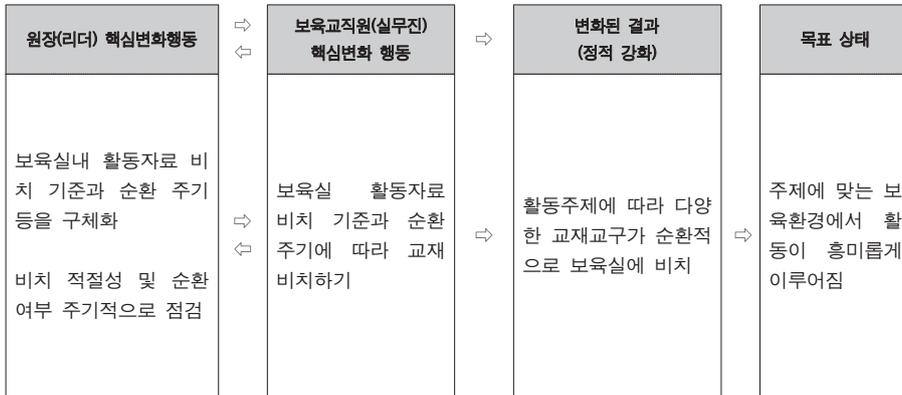 원장(리더) 핵심변화행동
⇨
⇦
보육교직원(실무진)
핵심변화 행동
⇨
변화된 결과
(정적 강화)
목표 상태
보육실내 활동자료 비
치 기준과 순환 주기
등을 구체화
비치 적절성 및 순환
여부 주기적으로 점검
⇨
⇦
보육실 활동자료
비치 기준과 순환
주기에 따라 교재
비치하기
⇨
활동주제에 따라 다양
한 교재교구가 순환적
으로 보육실에 비치
⇨
주제에 맞는 보
육환경에서 활
동이 흥미롭게
이루어짐